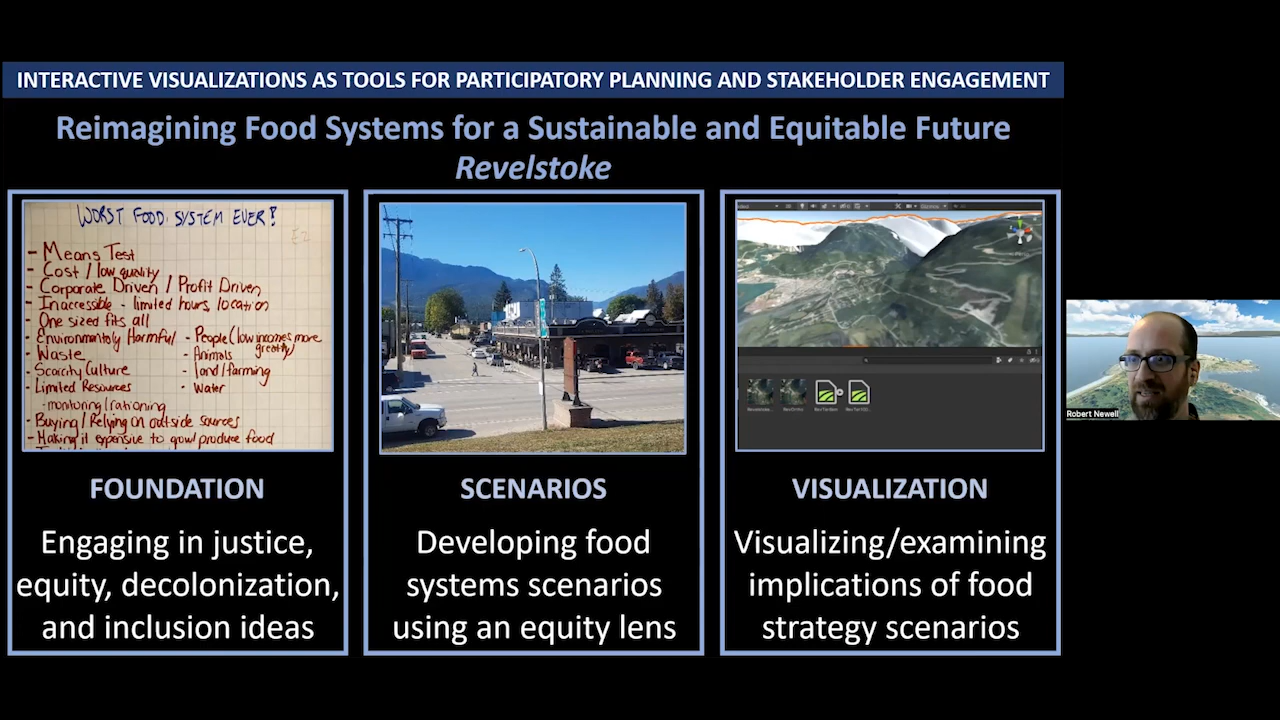 INTERACTIVE VISUALIZATIONS AS TOOLS FOR PARTICIPATORY PLANNING AND STAKEHOLDER ENGAGEMENT
Reimagining Food Systems for a Sustainable and Equitable Future
Revelstoke
WORST FOOD SYSTEM EVER!
- Means Test
- Cost / low quality
- Corporate Driven / Profit Driven
- Inaccessible - limited hours, location
- One sized fits all
- Environmentaly Harmful - People (low incomes more greatly)
- Waste - Animals
- Scarcity Culture - land/farming
- Limited Resources - Water
- monitoring/rationing
- Buying / Relying on outside sources
- Making it expensive to grow/produce food
FOUNDATION
Engaging in justice,
equity, decolonization,
and inclusion ideas
SCENARIOS
Developing food
systems scenarios
using an equity lens
VISUALIZATION
Visualizing/examining
implications of food
strategy scenarios
Robert Newell